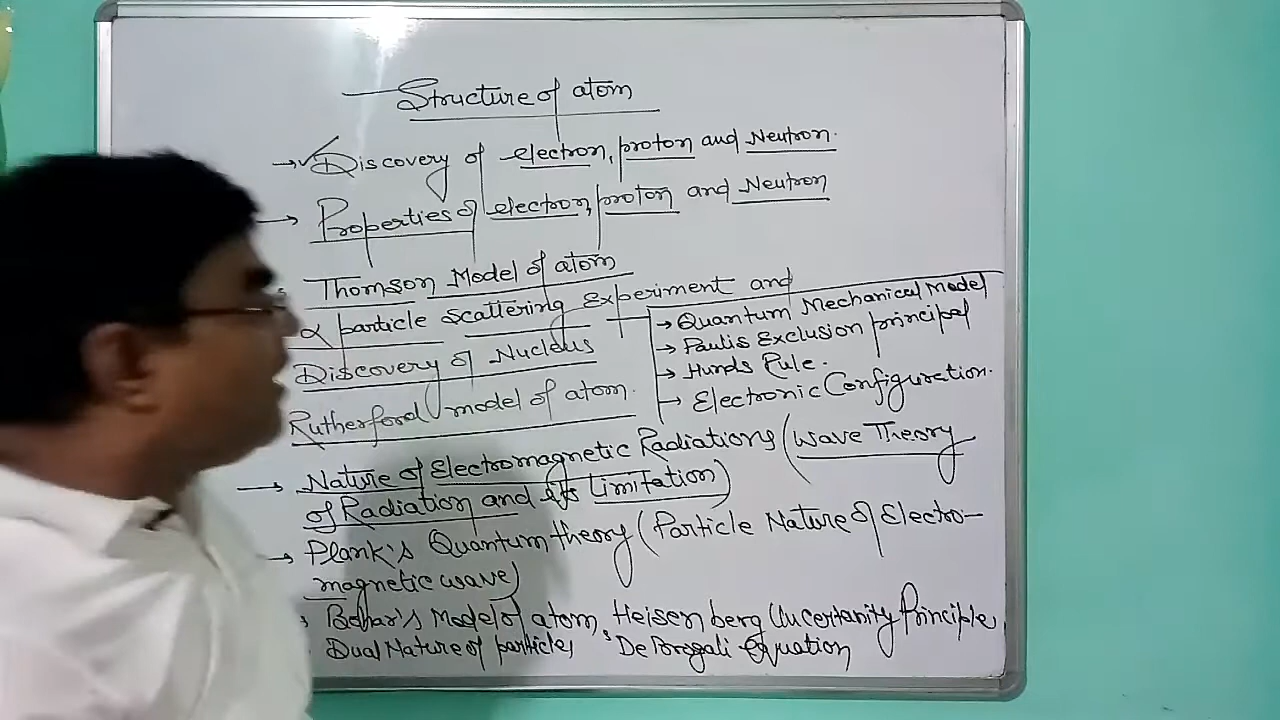 Structure of atom
→✓ Discovery of electron, proton and Neutron.
→ Properties of electron, proton and Neutron
Thomson Model of atom
α particle scattering Experiment and
Discovery of Nucleus
Rutherford model of atom.
→ Quantum Mechanical Model
→ Paulis Exclusion principal
→ Hunds Rule.
→ Electronic Configuration.
→ Nature of Electromagnetic Radiations (Wave Theory
of Radiation and its Limitation)
→ Plank's Quantum theory (Particle Nature of Electro-
magnetic wave)
Bohar's Model of atom, Heisenberg Uncertanity Principle,
Dual Nature of particle, De Brogali Equation